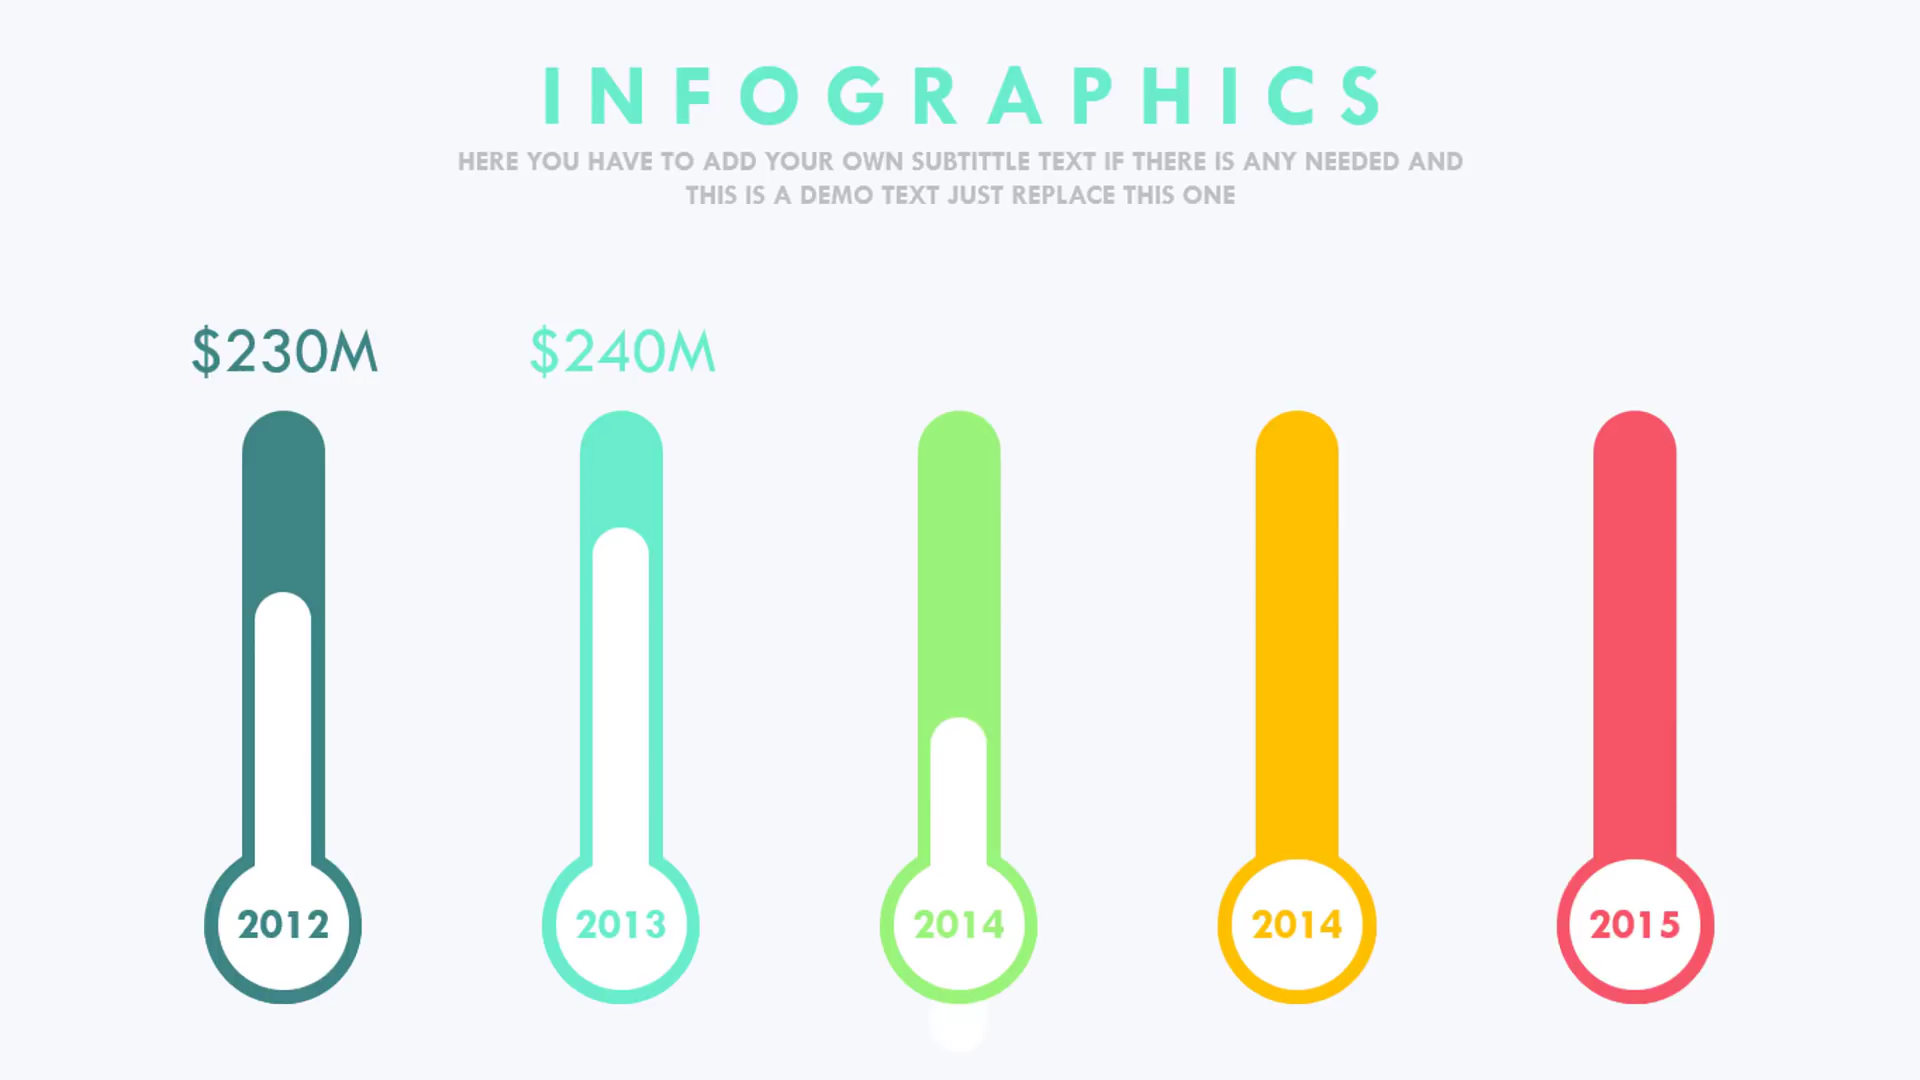 INFOGRAPHICS
HERE YOU HAVE TO ADD YOUR OWN SUBTITTLE TEXT IF THERE IS ANY NEEDED AND
THIS IS A DEMO TEXT JUST REPLACE THIS ONE
$230M
$240M
2012
2013
2014
2014
2015